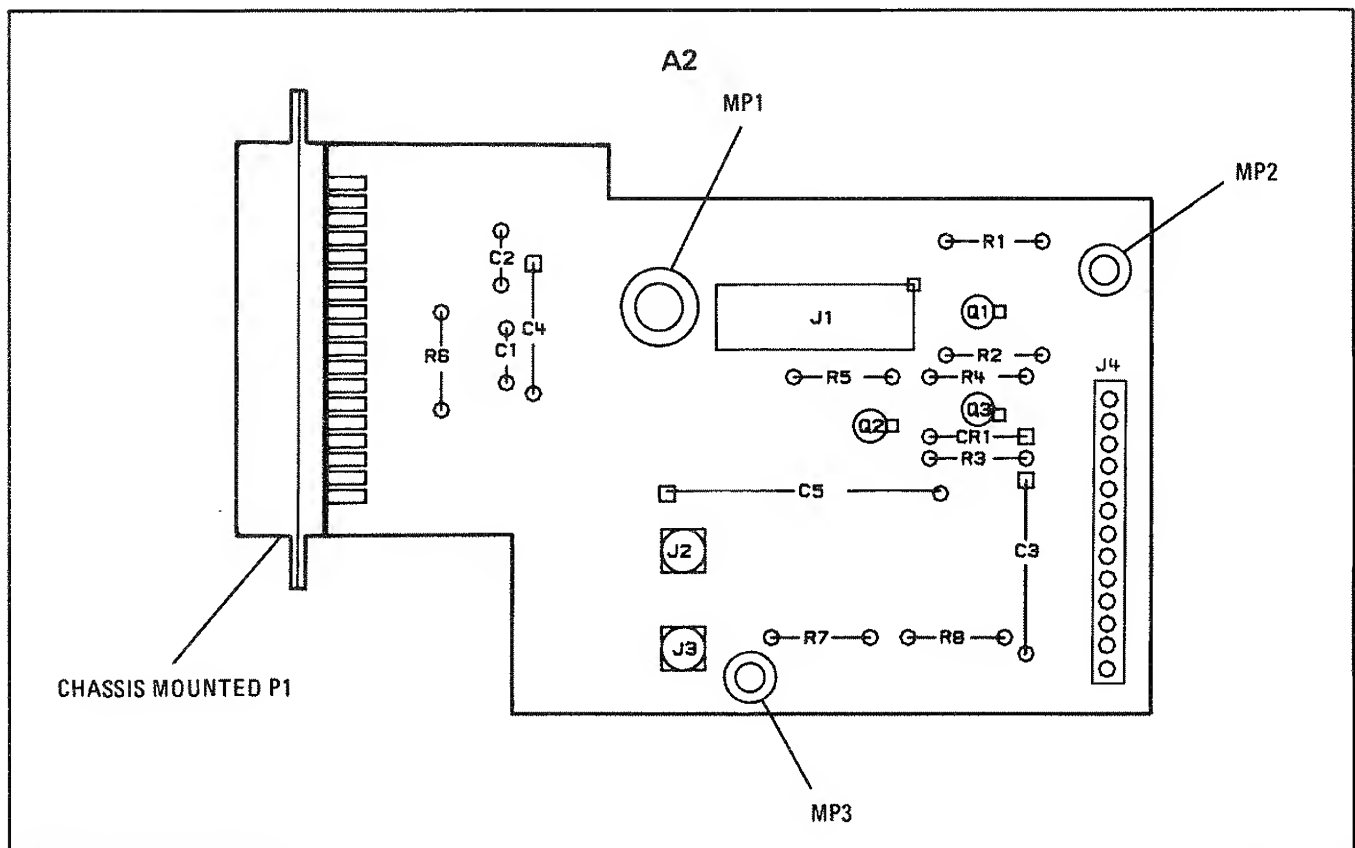 A2
MP1
MP2
R1
C2
J1
Q1
C4
C1
R6
R2
J4
R5
R4
Q3
Q2
CR1
R3
C5
J2
C3
R7
R8
J3
CHASSIS MOUNTED P1
MP3